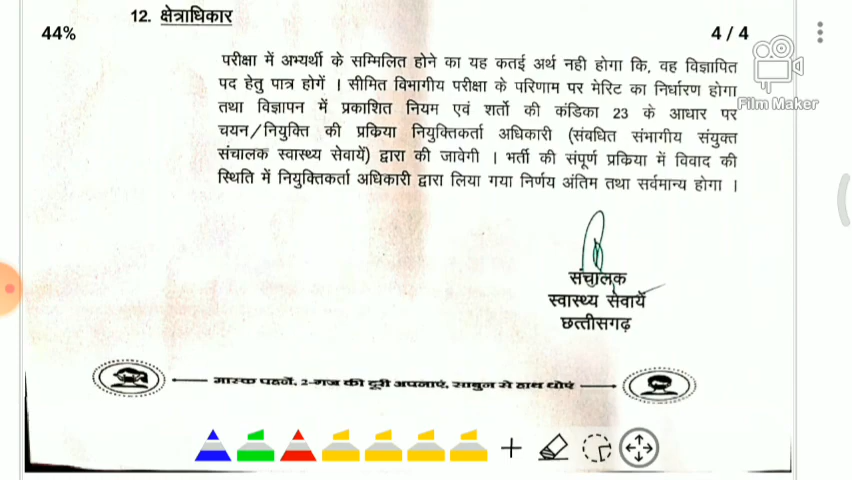 12. क्षेत्राधिकार
44%
4 / 4
परीक्षा में अभ्यर्थी के सम्मिलित होने का यह कतई अर्थ नही होगा कि, वह विज्ञापित
पद हेतु पात्र होगें । सीमित विभागीय परीक्षा के परिणाम पर मेरिट का निर्धारण होगा
Film Maker
तथा विज्ञापन में प्रकाशित नियम एवं शर्तो की कंडिका 23 के आधार पर
चयन/नियुक्ति की प्रकिया नियुक्तिकर्ता अधिकारी (संबधित संभागीय संयुक्त
संचालक स्वास्थ्य सेवायें) द्वारा की जावेगी । भर्ती की संपूर्ण प्रकिया में विवाद की
स्थिति में नियुक्तिकर्ता अधिकारी द्वारा लिया गया निर्णय अंतिम तथा सर्वमान्य होगा ।
संचालक
स्वास्थ्य सेवायें
छत्तीसगढ़
मास्क पहनें, 2-गज की दूरी अपनाएं, साबुन से हाथ धोएं